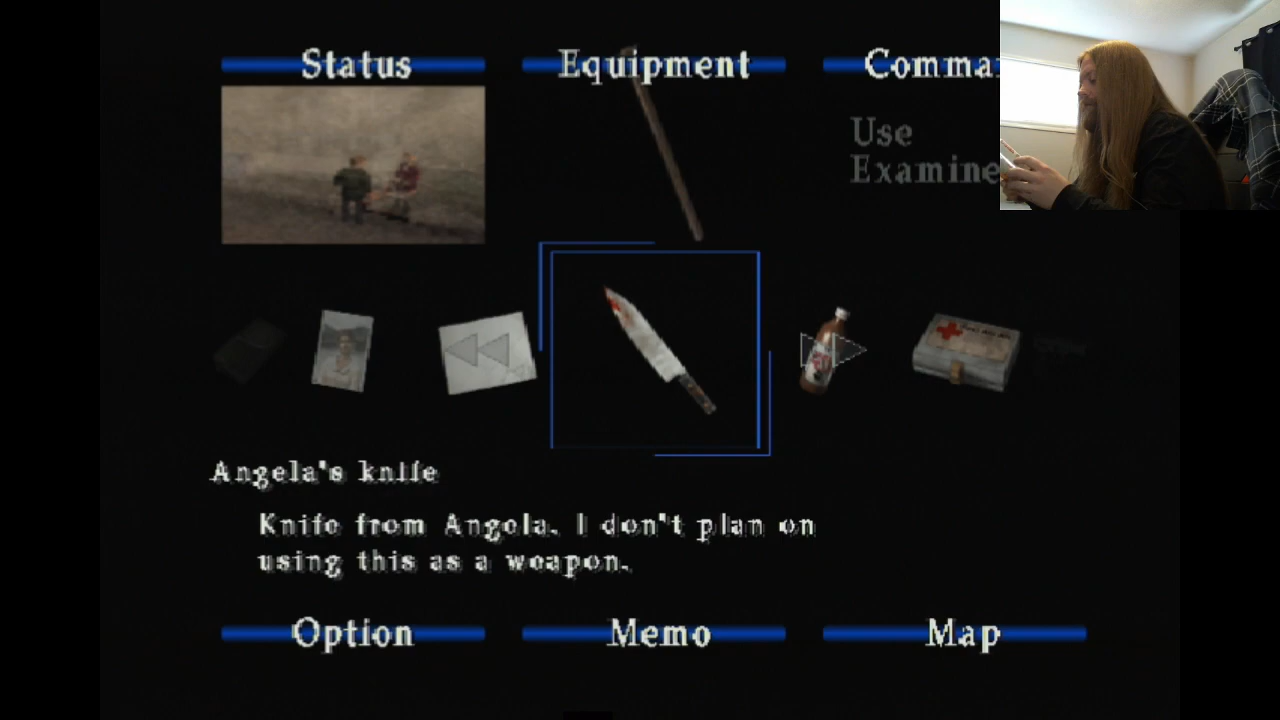 Status
Equipment
Comma
Use
Examine
Angela's knife
Knife from Angela. I don't plan on
using this as a weapon.
Option
Memo
Map